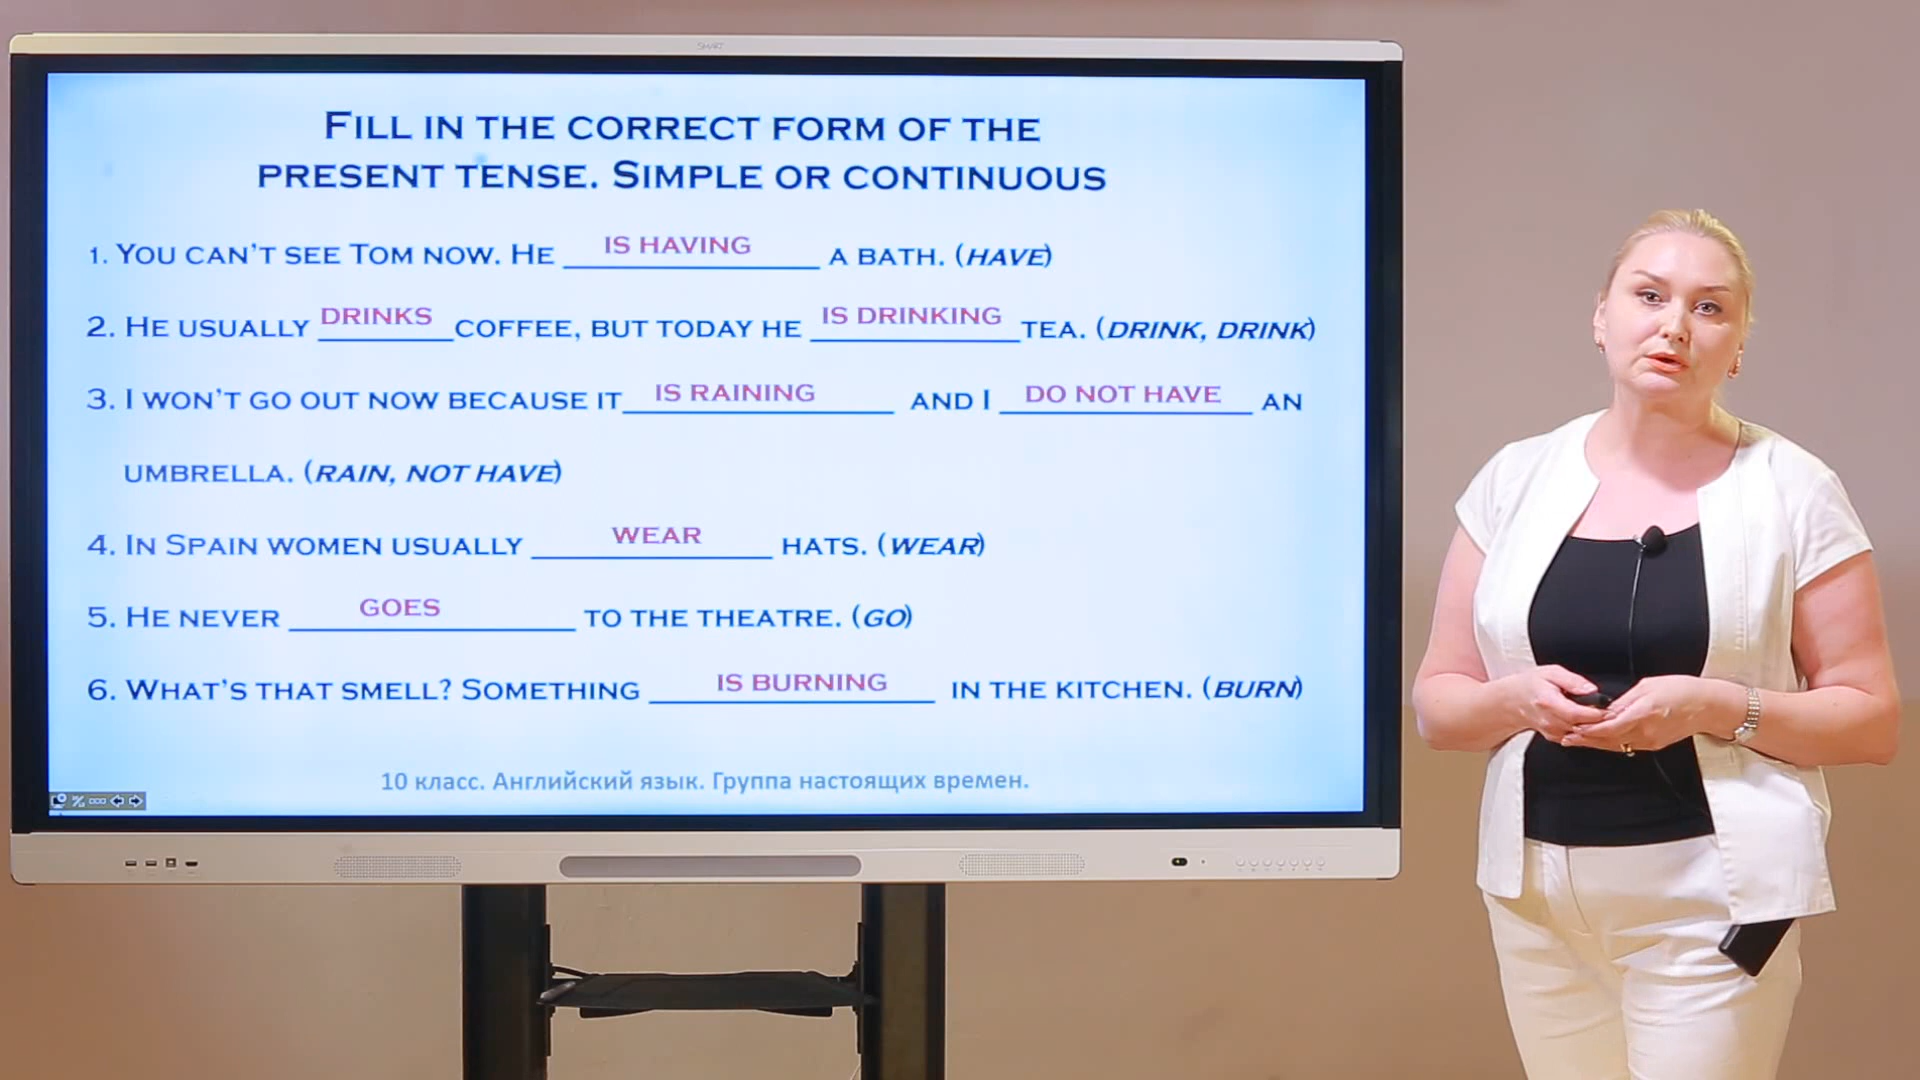 SMART
FILL IN THE CORRECT FORM OF THE
PRESENT TENSE. SIMPLE OR CONTINUOUS
1. YOU CAN'T SEE TOM NOW. HE IS HAVING A BATH. (HAVE)
2. HE USUALLY DRINKS COFFEE, BUT TODAY HE IS DRINKING TEA. (DRINK, DRINK)
3. I WON'T GO OUT NOW BECAUSE IT IS RAINING AND I DO NOT HAVE AN
UMBRELLA. (RAIN, NOT HAVE)
4. IN SPAIN WOMEN USUALLY WEAR HATS. (WEAR)
5. HE NEVER GOES TO THE THEATRE. (GO)
6. WHAT'S THAT SMELL? SOMETHING IS BURNING IN THE KITCHEN. (BURN)
10 класс. Английский язык. Группа настоящих времен.